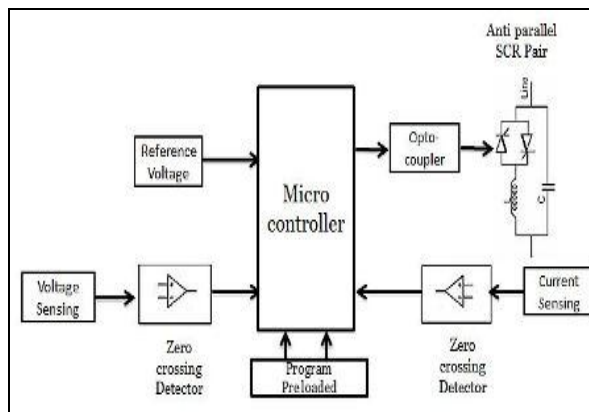 Anti parallel
SCR Pair
Line
Opto-
coupler
Reference
Voltage
Micro
controller
L
C
Voltage
Sensing
Current
Sensing
Zero
crossing
Detector
Zero
crossing
Detector
Program
Preloaded